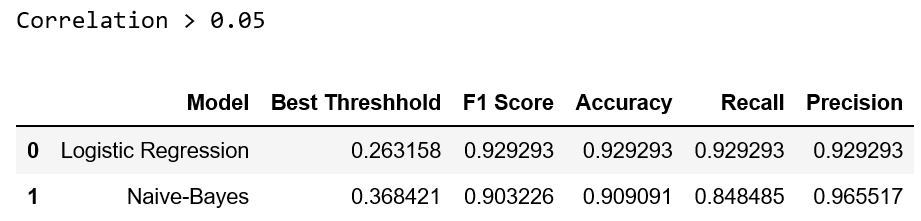 Correlation > 0.05
Model Best Threshhold F1 Score Accuracy Recall Precision
0 Logistic Regression 0.263158 0.929293 0.929293 0.929293 0.929293
1 Naive-Bayes 0.368421 0.903226 0.909091 0.848485 0.965517